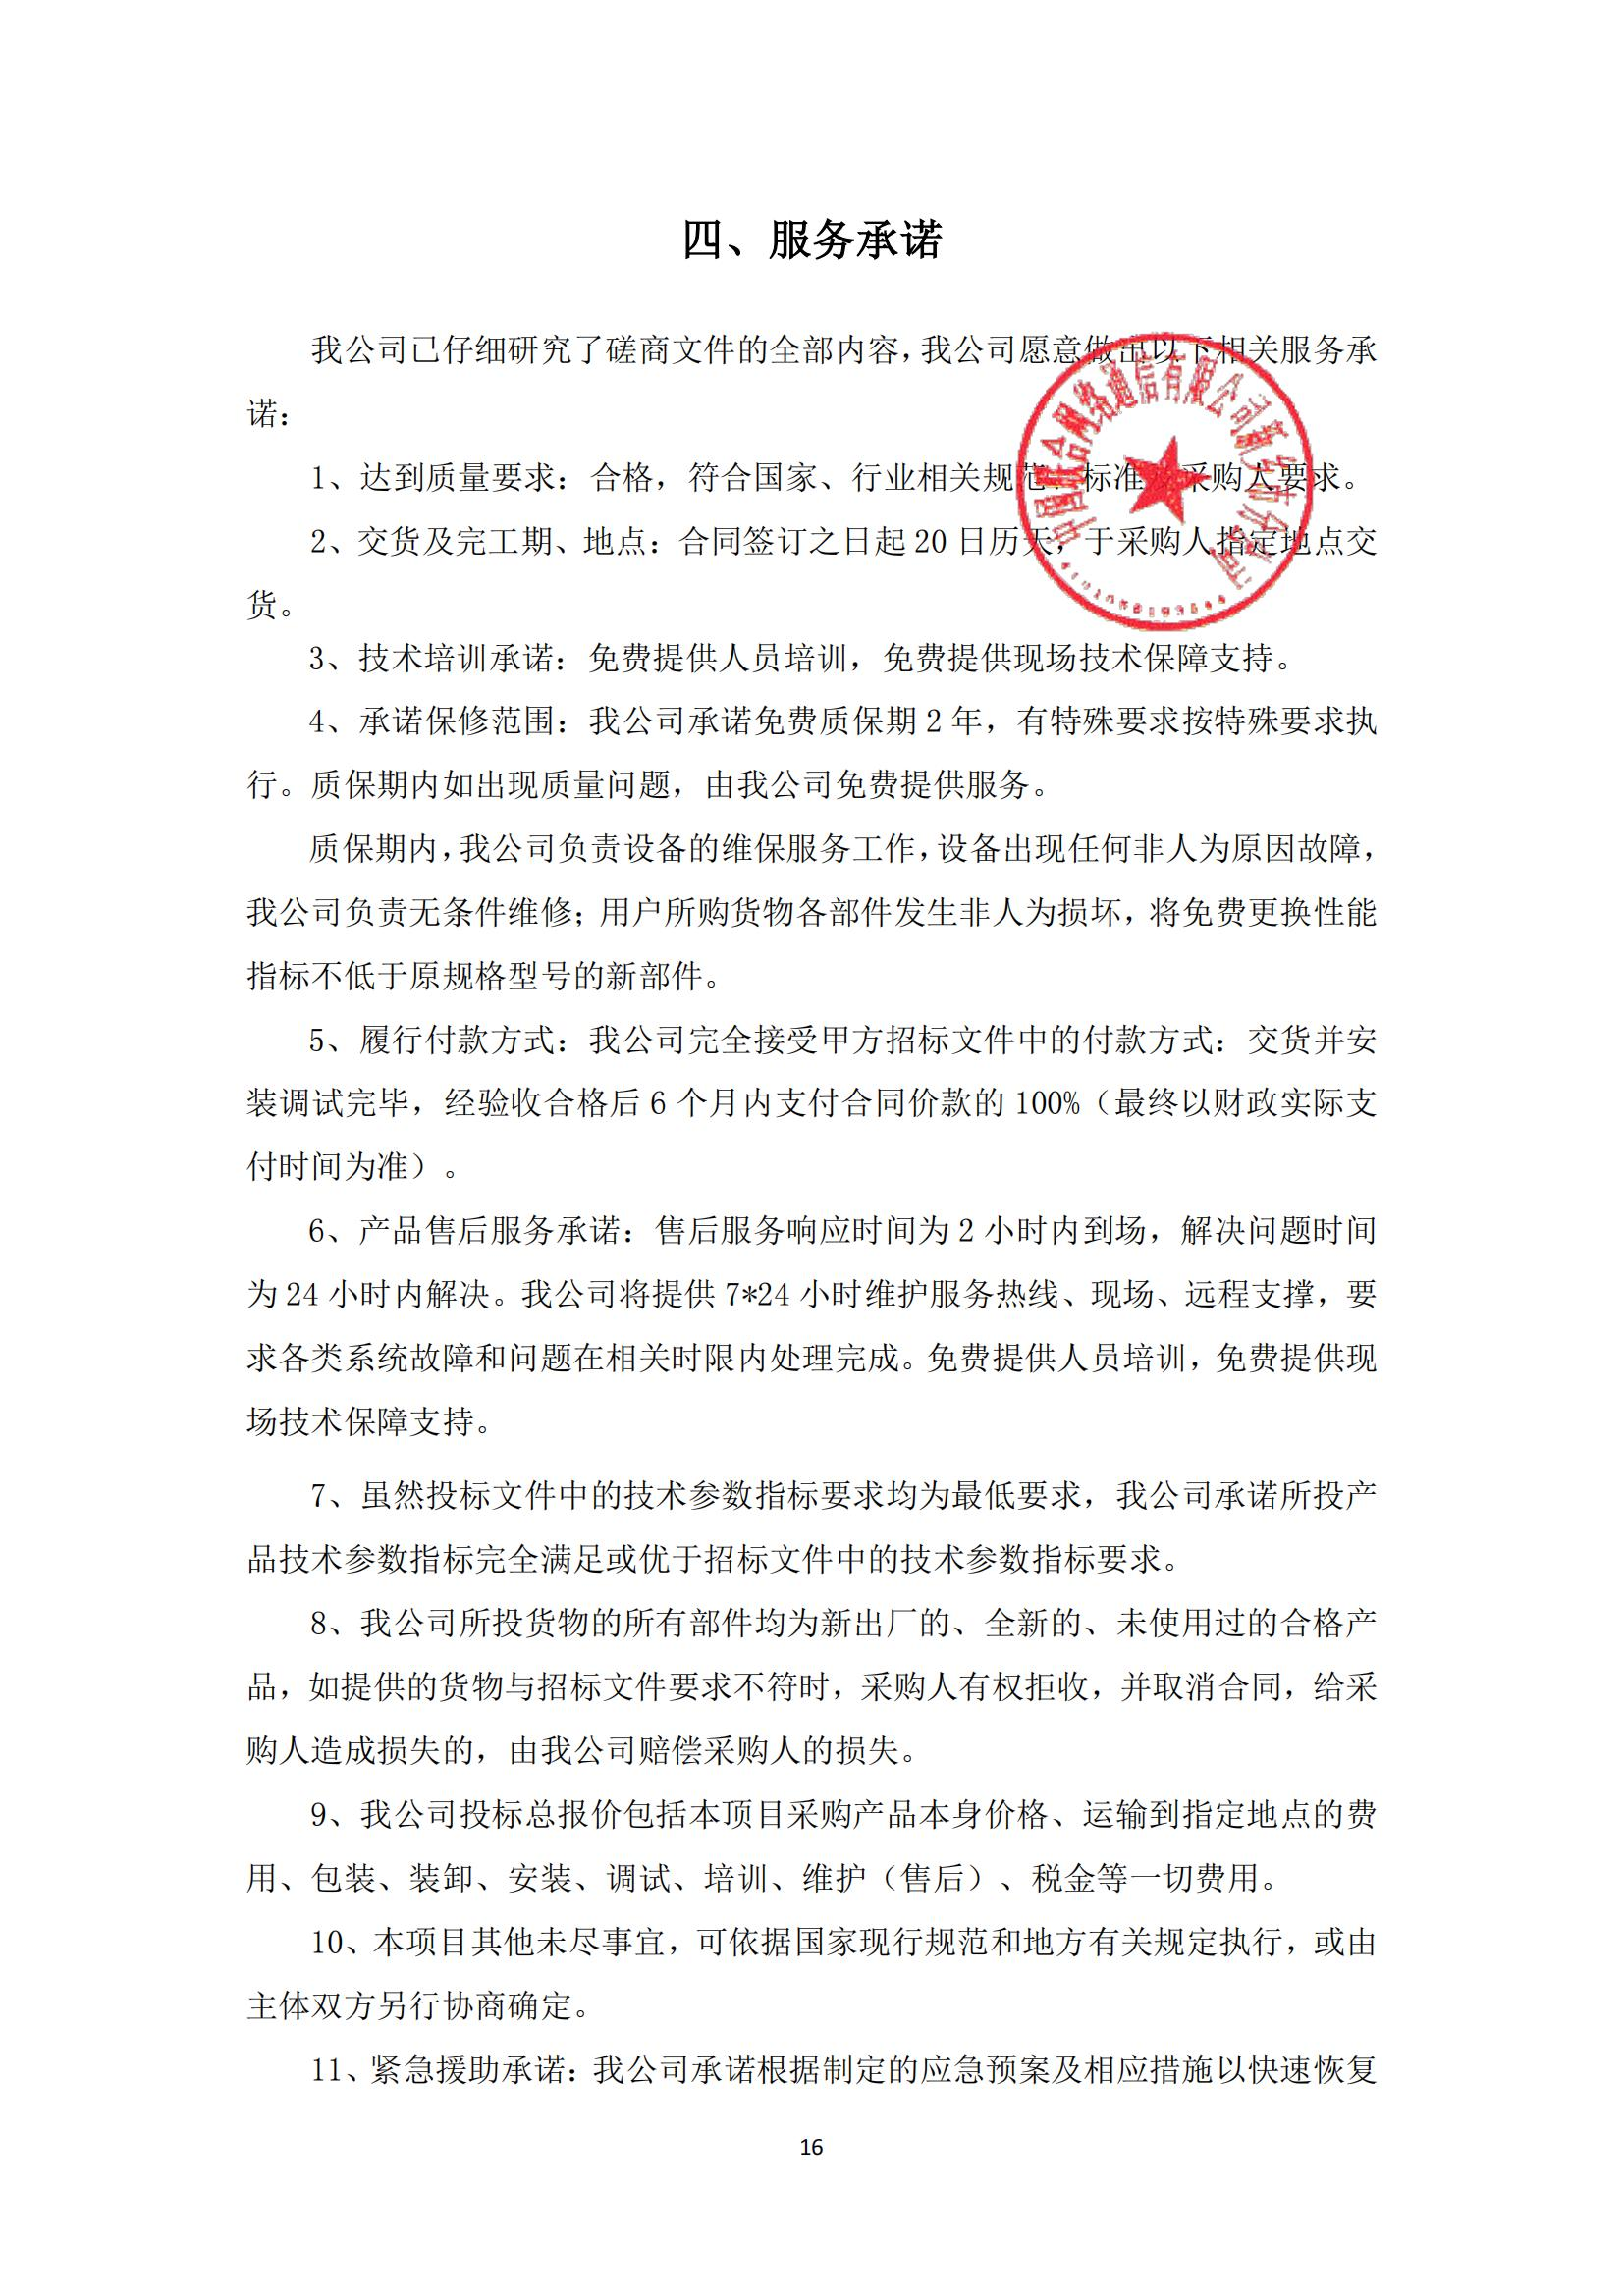 四、服务承诺
我公司已仔细研究了磋商文件的全部内容，我公司愿意做出以下相关服务承
诺：
1、达到质量要求：合格，符合国家、行业相关规范、标准及采购人要求。
2、交货及完工期、地点：合同签订之日起 20 日历天，于采购人指定地点交
货。
中国联合网络通信有限公司新乡市分公司
3、技术培训承诺：免费提供人员培训，免费提供现场技术保障支持。
4、承诺保修范围：我公司承诺免费质保期 2 年，有特殊要求按特殊要求执
行。质保期内如出现质量问题，由我公司免费提供服务。
质保期内，我公司负责设备的维保服务工作，设备出现任何非人为原因故障，
我公司负责无条件维修；用户所购货物各部件发生非人为损坏，将免费更换性能
指标不低于原规格型号的新部件。
5、履行付款方式：我公司完全接受甲方招标文件中的付款方式：交货并安
装调试完毕，经验收合格后 6 个月内支付合同价款的 100%（最终以财政实际支
付时间为准）。
6、产品售后服务承诺：售后服务响应时间为 2 小时内到场，解决问题时间
为 24 小时内解决。我公司将提供 7*24 小时维护服务热线、现场、远程支撑，要
求各类系统故障和问题在相关时限内处理完成。免费提供人员培训，免费提供现
场技术保障支持。
7、虽然投标文件中的技术参数指标要求均为最低要求，我公司承诺所投产
品技术参数指标完全满足或优于招标文件中的技术参数指标要求。
8、我公司所投货物的所有部件均为新出厂的、全新的、未使用过的合格产
品，如提供的货物与招标文件要求不符时，采购人有权拒收，并取消合同，给采
购人造成损失的，由我公司赔偿采购人的损失。
9、我公司投标总报价包括本项目采购产品本身价格、运输到指定地点的费
用、包装、装卸、安装、调试、培训、维护（售后）、税金等一切费用。
10、本项目其他未尽事宜，可依据国家现行规范和地方有关规定执行，或由
主体双方另行协商确定。
11、紧急援助承诺：我公司承诺根据制定的应急预案及相应措施以快速恢复
16